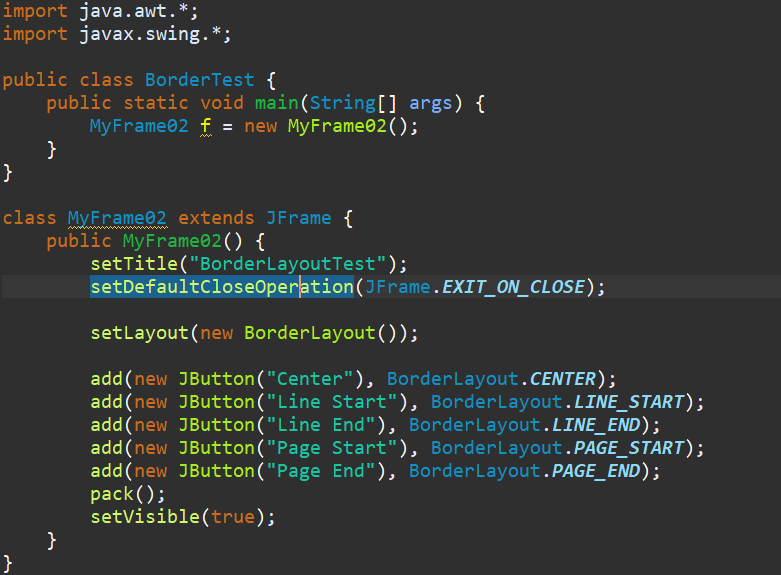 import java.awt.*;
import javax.swing.*;

public class BorderTest {
    public static void main(String[] args) {
        MyFrame02 f = new MyFrame02();
    }
}

class MyFrame02 extends JFrame {
    public MyFrame02() {
        setTitle("BorderLayoutTest");
        setDefaultCloseOperation(JFrame.EXIT_ON_CLOSE);

        setLayout(new BorderLayout());

        add(new JButton("Center"), BorderLayout.CENTER);
        add(new JButton("Line Start"), BorderLayout.LINE_START);
        add(new JButton("Line End"), BorderLayout.LINE_END);
        add(new JButton("Page Start"), BorderLayout.PAGE_START);
        add(new JButton("Page End"), BorderLayout.PAGE_END);
        pack();
        setVisible(true);
    }
}